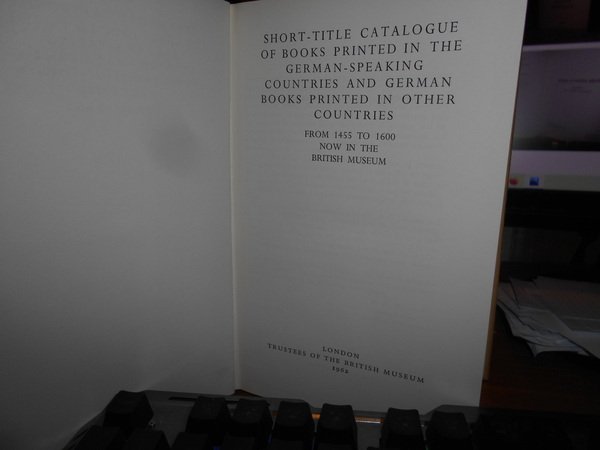 SHORT-TITLE CATALOGUE
OF BOOKS PRINTED IN THE
GERMAN-SPEAKING
COUNTRIES AND GERMAN
BOOKS PRINTED IN OTHER
COUNTRIES
FROM 1455 TO 1600
NOW IN THE
BRITISH MUSEUM
LONDON
TRUSTEES OF THE BRITISH MUSEUM
1962